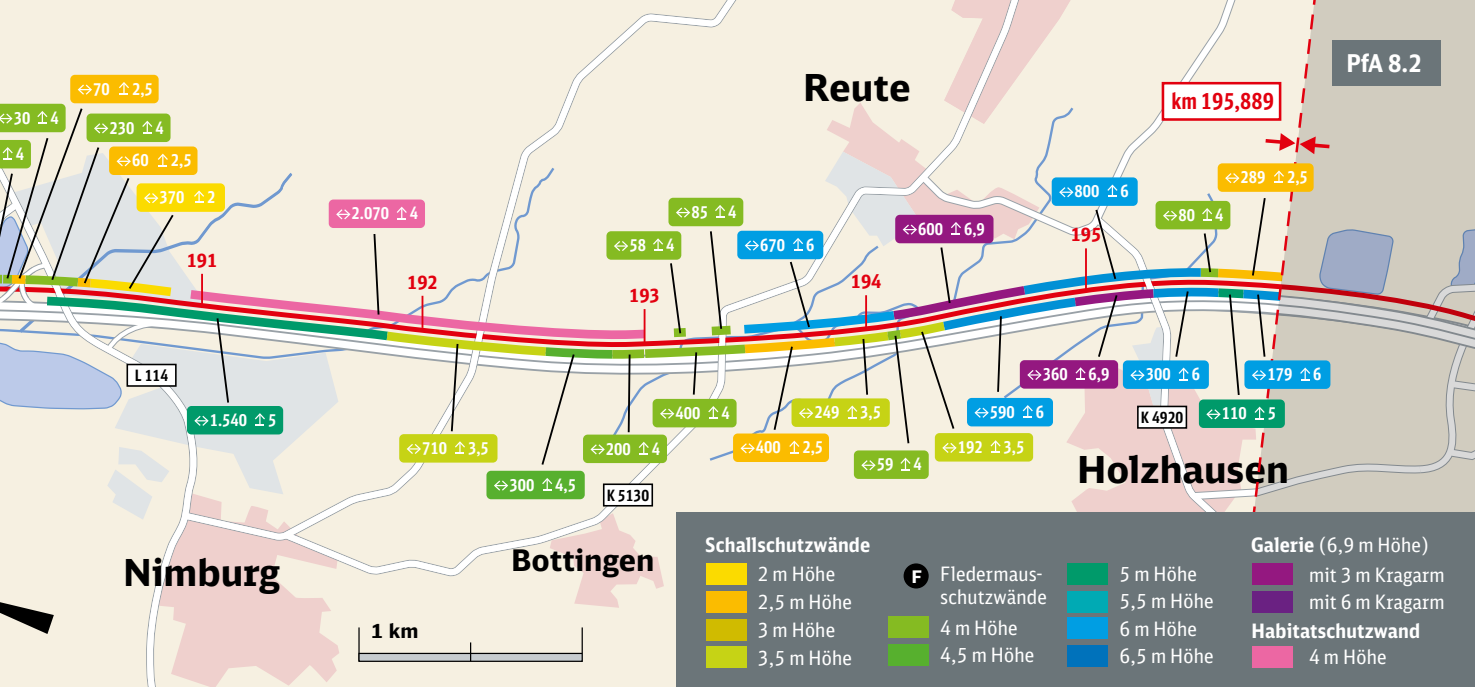 PfA 8.2
Reute
km 195,889
↔70 ↥2,5
↔30 ↥4
↔230 ↥4
↥4
↔60 ↥2,5
↔370 ↥2
↔2.070 ↥4
↔85 ↥4
↔58 ↥4
↔670 ↥6
↔600 ↥6,9
↔800 ↥6
↔80 ↥4
↔289 ↥2,5
191
192
193
194
195
L 114
↔1.540 ↥5
↔710 ↥3,5
↔300 ↥4,5
↔200 ↥4
↔400 ↥4
↔400 ↥2,5
↔249 ↥3,5
↔59 ↥4
↔192 ↥3,5
↔590 ↥6
↔360 ↥6,9
↔300 ↥6
↔110 ↥5
↔179 ↥6
K 4920
K 5130
Holzhausen
Nimburg
Bottingen
1 km
Schallschutzwände
2 m Höhe
2,5 m Höhe
3 m Höhe
3,5 m Höhe
F Fledermaus-
schutzwände
4 m Höhe
4,5 m Höhe
5 m Höhe
5,5 m Höhe
6 m Höhe
6,5 m Höhe
Galerie (6,9 m Höhe)
mit 3 m Kragarm
mit 6 m Kragarm
Habitatschutzwand
4 m Höhe